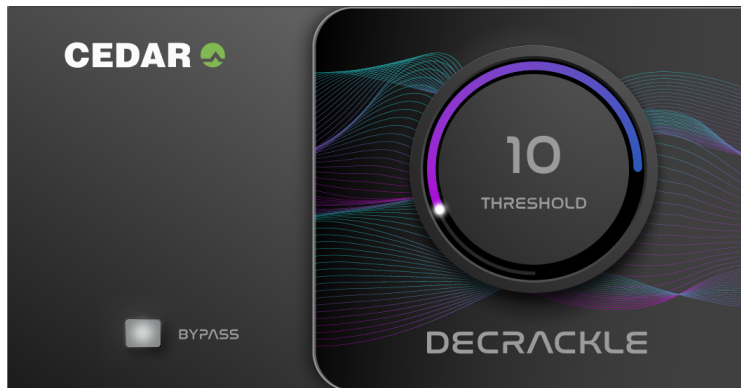 CEDAR
10
THRESHOLD
BYPASS
DECRACKLE